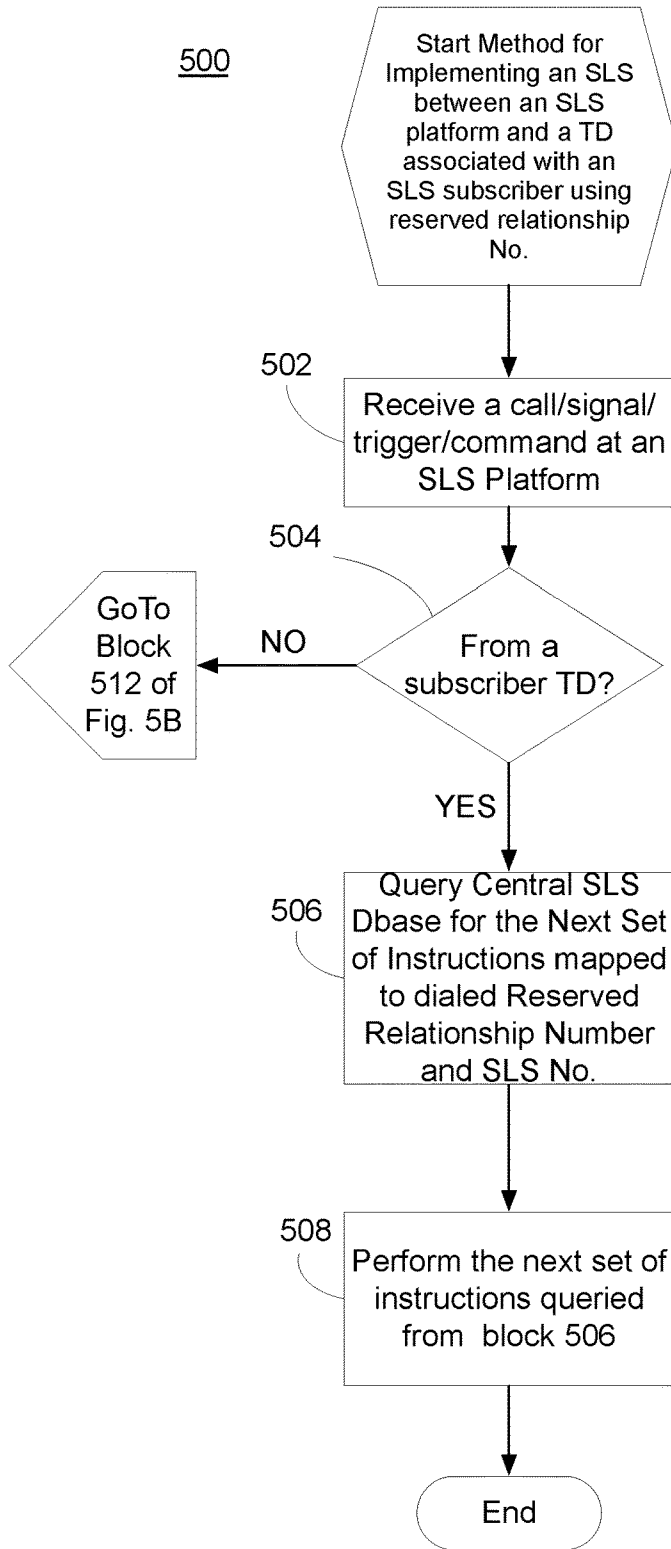 500
Start Method for
Implementing an SLS
between an SLS
platform and a TD
associated with an
SLS subscriber using
reserved relationship
No.
502
Receive a call/signal/
trigger/command at an
SLS Platform
504
From a
subscriber TD?
NO
GoTo
Block
512 of
Fig. 5B
YES
506
Query Central SLS
Dbase for the Next Set
of Instructions mapped
to dialed Reserved
Relationship Number
and SLS No.
508
Perform the next set of
instructions queried
from block 506
End